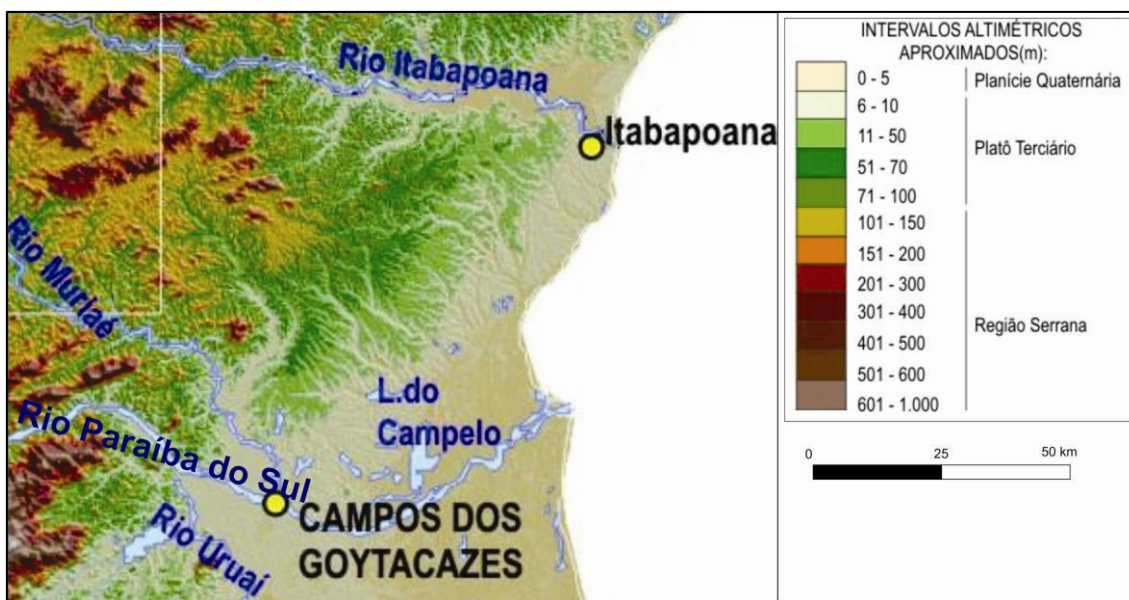 Rio Itabapoana
Itabapoana
Rio Muriaé
L.do
Campelo
Rio Paraíba do Sul
CAMPOS DOS
GOYTACAZES
Rio Uruaí
INTERVALOS ALTIMÉTRICOS
APROXIMADOS(m):
0 - 5
Planície Quaternária
6 - 10
11 - 50
51 - 70
71 - 100
Platô Terciário
101 - 150
151 - 200
201 - 300
301 - 400
401 - 500
501 - 600
601 - 1.000
Região Serrana
0 25 50 km